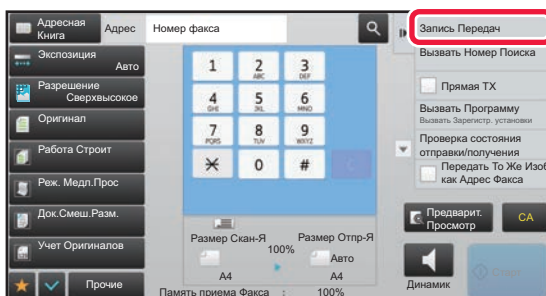 Адресная
Книга
Адрес
Номер факса
Экспозиция
Авто
Разрешение
Сверхвысокое
Оригинал
Работа Строит
Реж. Медл.Прос
Док.Смеш.Разм.
Учет Оригиналов
Прочие
1
2
ABC
3
DEF
4
GHI
5
JKL
6
MNO
7
PQRS
8
TUV
9
WXYZ
0
#
C
Размер Скан-Я
100%
Размер Отпр-Я
Авто
A4
A4
Память приема Факса : 100%
Запись Передач
Вызвать Номер Поиска
Прямая TX
Вызвать Программу
Вызвать Зарегистр. установки
Проверка состояния
отправки/получения
Передать То Же Изоб
как Адрес Факса
Предварит.
Просмотр
CA
Динамик
Старт